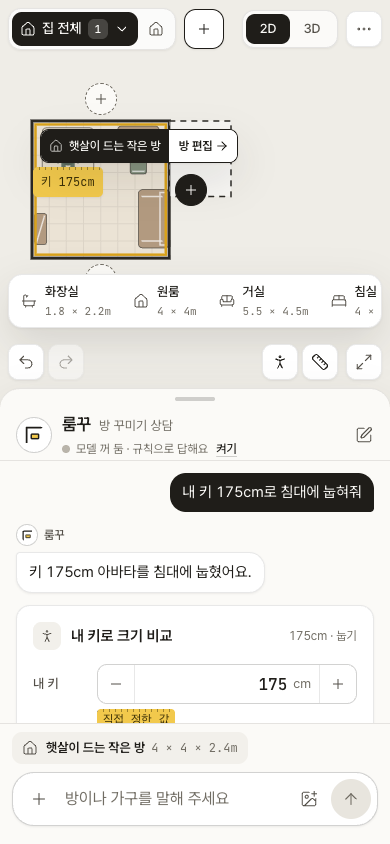 집 전체 1
2D 3D
햇살이 드는 작은 방 방 편집
키 175cm
화장실 원룸 거실 침실
1.8 × 2.2m 4 × 4m 5.5 × 4.5m 4 ×
룸꾸 방 꾸미기 상담
모델 꺼 둠 · 규칙으로 답해요 켜기
내 키 175cm로 침대에 눕혀줘
룸꾸
키 175cm 아바타를 침대에 눕혔어요.
내 키로 크기 비교 175cm · 눕기
내 키 175 cm
직접 정한 값
햇살이 드는 작은 방 4 × 4 × 2.4m
방이나 가구를 말해 주세요